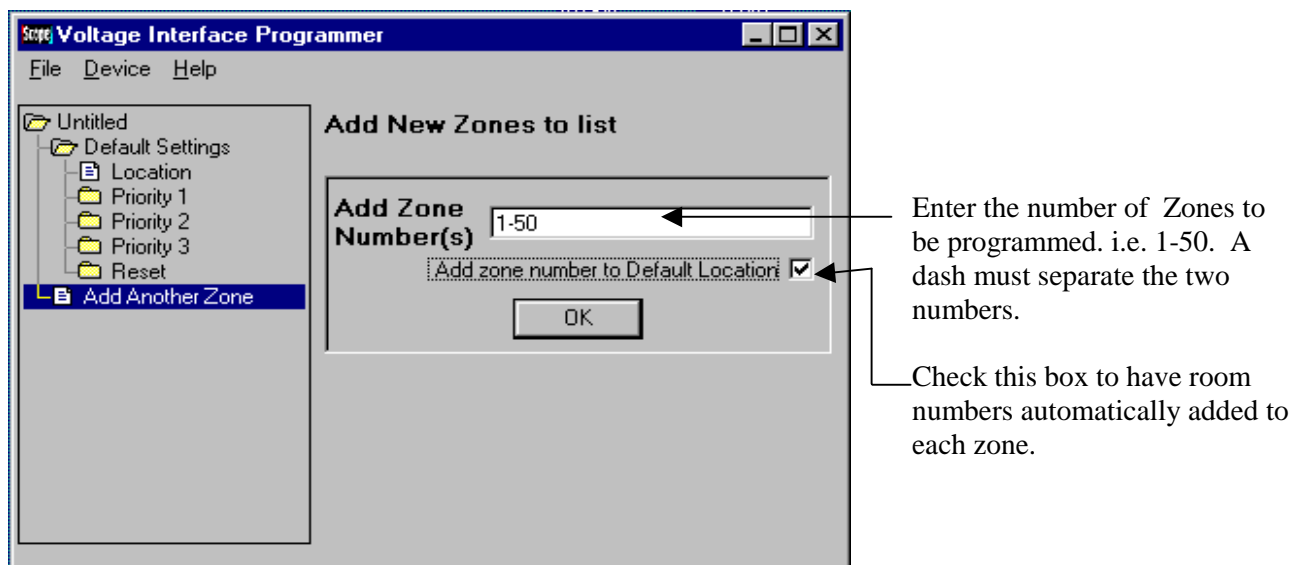 Scope Voltage Interface Programmer
File Device Help
Untitled
Default Settings
Location
Priority 1
Priority 2
Priority 3
Reset
Add Another Zone
Add New Zones to list
Add Zone
Number(s)
1-50
Add zone number to Default Location
OK
Enter the number of Zones to
be programmed. i.e. 1-50. A
dash must separate the two
numbers.
Check this box to have room
numbers automatically added to
each zone.